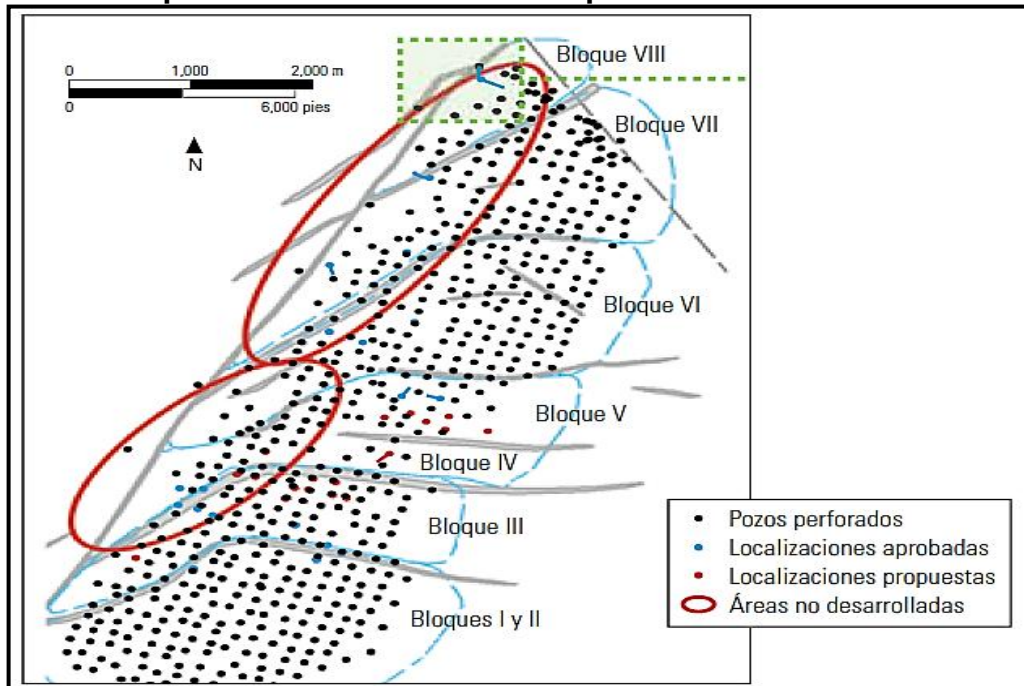 Bloque VIII
0 1,000 2,000 m
0 6,000 pies
Bloque VII
N
Bloque VI
Bloque V
Bloque IV
Bloque III
Pozos perforados
Localizaciones aprobadas
Localizaciones propuestas
Áreas no desarrolladas
Bloques I y II